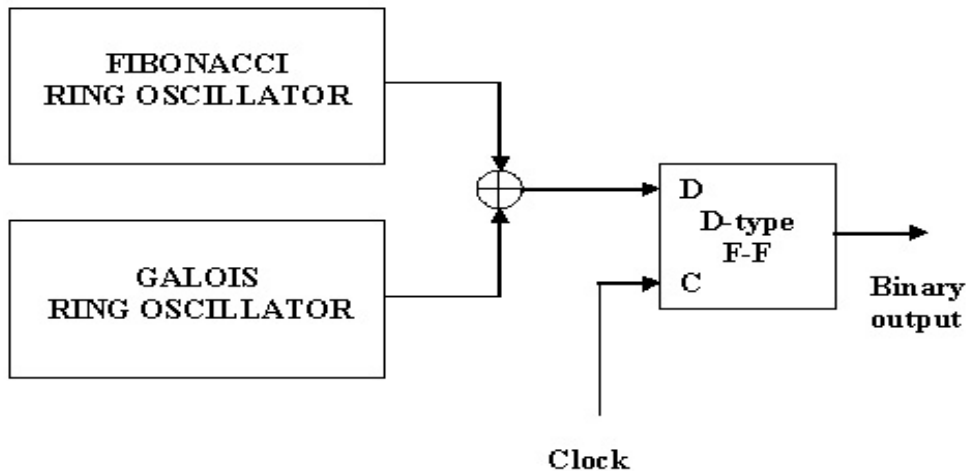 FIBONACCI
RING OSCILLATOR
GALOIS
RING OSCILLATOR
D
D-type
F-F
C
Binary
output
Clock